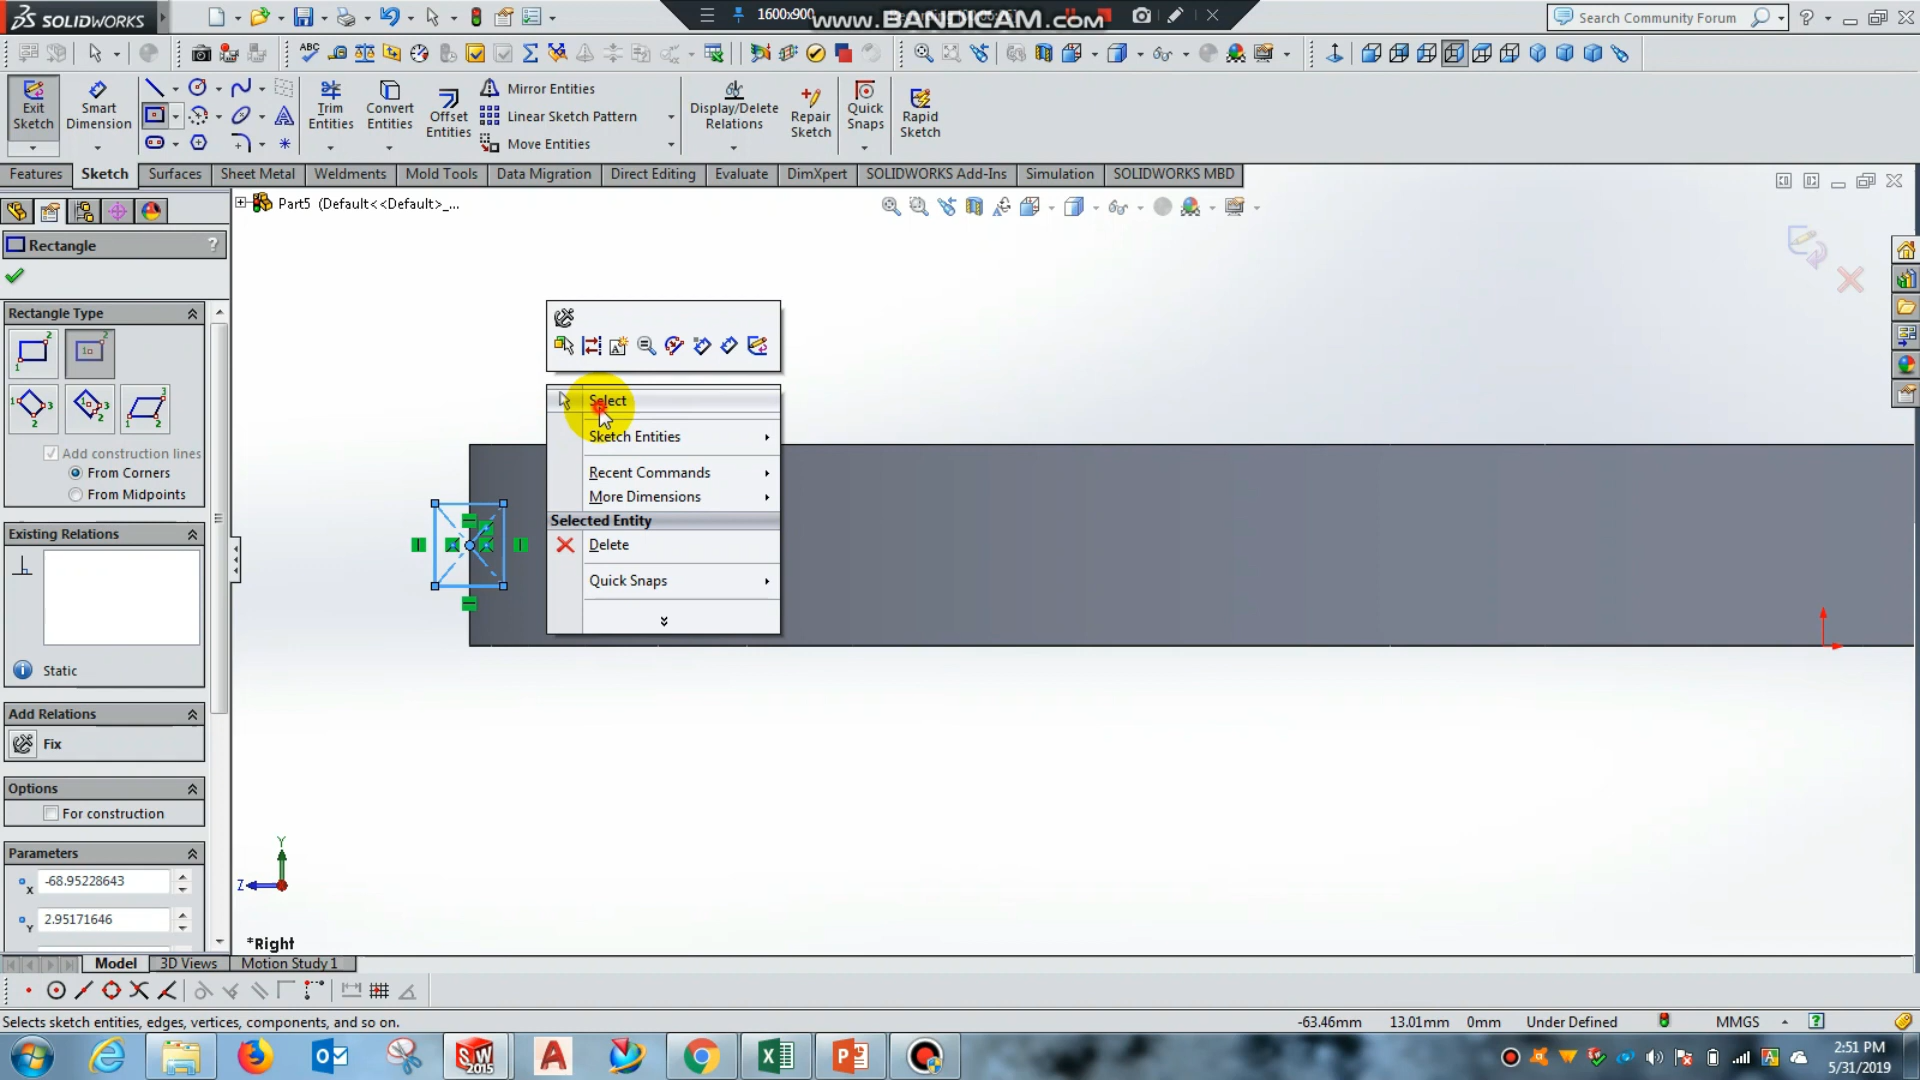 SOLIDWORKS
1600x900
www.BANDICAM.com
Search Community Forum
Exit Sketch
Smart Dimension
Trim Entities
Convert Entities
Offset Entities
Mirror Entities
Linear Sketch Pattern
Move Entities
Display/Delete Relations
Repair Sketch
Quick Snaps
Rapid Sketch
Features
Sketch
Surfaces
Sheet Metal
Weldments
Mold Tools
Data Migration
Direct Editing
Evaluate
DimXpert
SOLIDWORKS Add-Ins
Simulation
SOLIDWORKS MBD
Part5 (Default<<Default>_...
Rectangle
?
Rectangle Type
Add construction lines
From Corners
From Midpoints
Existing Relations
Static
Add Relations
Fix
Options
For construction
Parameters
-68.95228643
2.95171646
Select
Sketch Entities
Recent Commands
More Dimensions
Selected Entity
Delete
Quick Snaps
Y
Z
*Right
Model
3D Views
Motion Study 1
Selects sketch entities, edges, vertices, components, and so on.
-63.46mm
13.01mm
0mm
Under Defined
MMGS
2:51 PM
5/31/2019